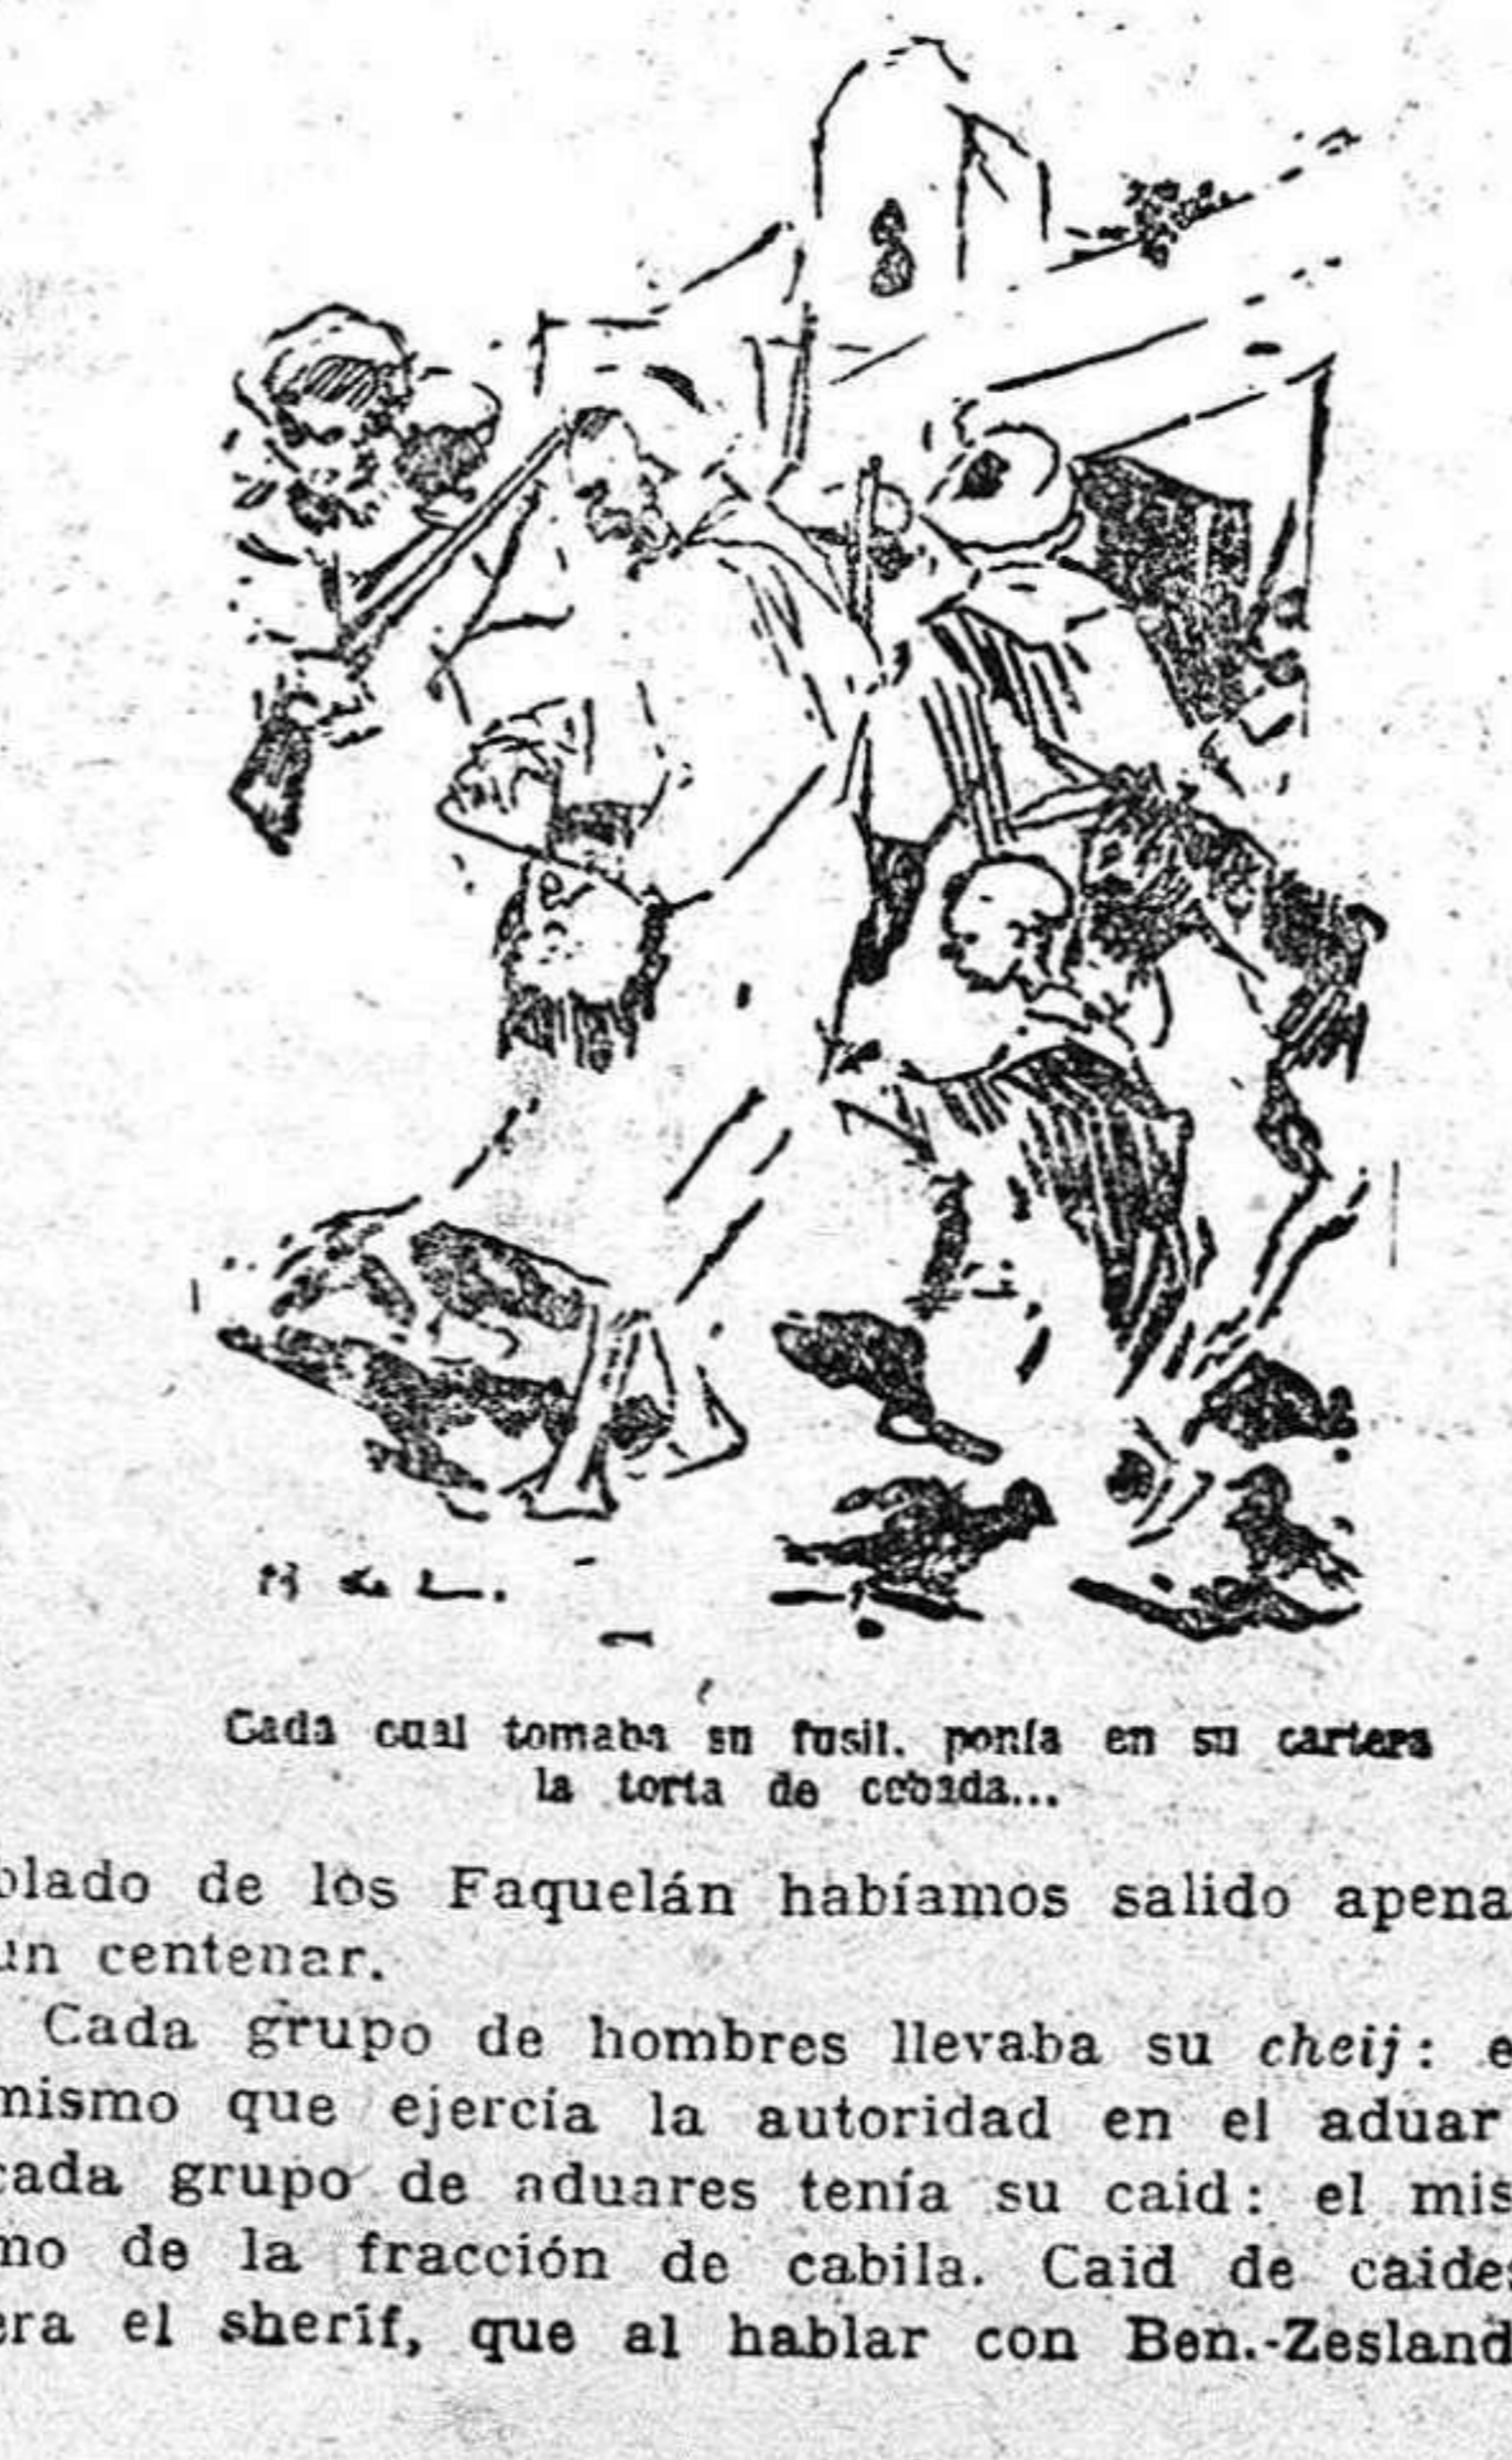 M de L.
Cada cual tomaba su fusil. ponía en su cartera
la torta de cebada...
blado de los Faquelán habíamos salido apena
un centenar.
Cada grupo de hombres llevaba su cheij: e
mismo que ejercía la autoridad en el aduar
cada grupo de aduares tenía su caid: el mis
mo de la fracción de cabila. Caid de caides
era el sherif, que al hablar con Ben.-Zesland